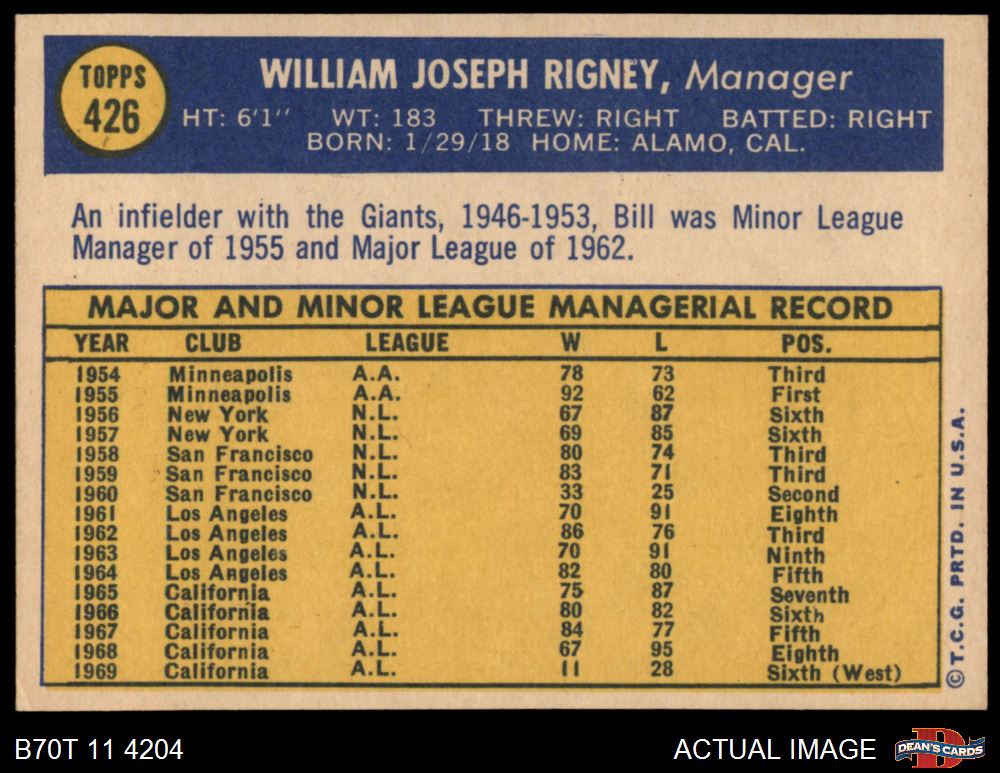 TOPPS
426
WILLIAM JOSEPH RIGNEY, Manager
HT: 6'1" WT: 183 THREW: RIGHT BATTED: RIGHT
BORN: 1/29/18 HOME: ALAMO, CAL.
An infielder with the Giants, 1946-1953, Bill was Minor League
Manager of 1955 and Major League of 1962.
MAJOR AND MINOR LEAGUE MANAGERIAL RECORD
YEAR CLUB LEAGUE W L POS.
1954 Minneapolis A.A. 78 73 Third
1955 Minneapolis A.A. 92 62 First
1956 New York N.L. 67 87 Sixth
1957 New York N.L. 69 85 Sixth
1958 San Francisco N.L. 80 74 Third
1959 San Francisco N.L. 83 71 Third
1960 San Francisco N.L. 33 25 Second
1961 Los Angeles A.L. 70 91 Eighth
1962 Los Angeles A.L. 86 76 Third
1963 Los Angeles A.L. 70 91 Ninth
1964 Los Angeles A.L. 82 80 Fifth
1965 California A.L. 75 87 Seventh
1966 California A.L. 80 82 Sixth
1967 California A.L. 84 77 Fifth
1968 California A.L. 67 95 Eighth
1969 California A.L. 11 28 Sixth (West)
©T.C.G. PRTD. IN U.S.A.
B70T 11 4204
ACTUAL IMAGE
D
DEAN'S CARDS